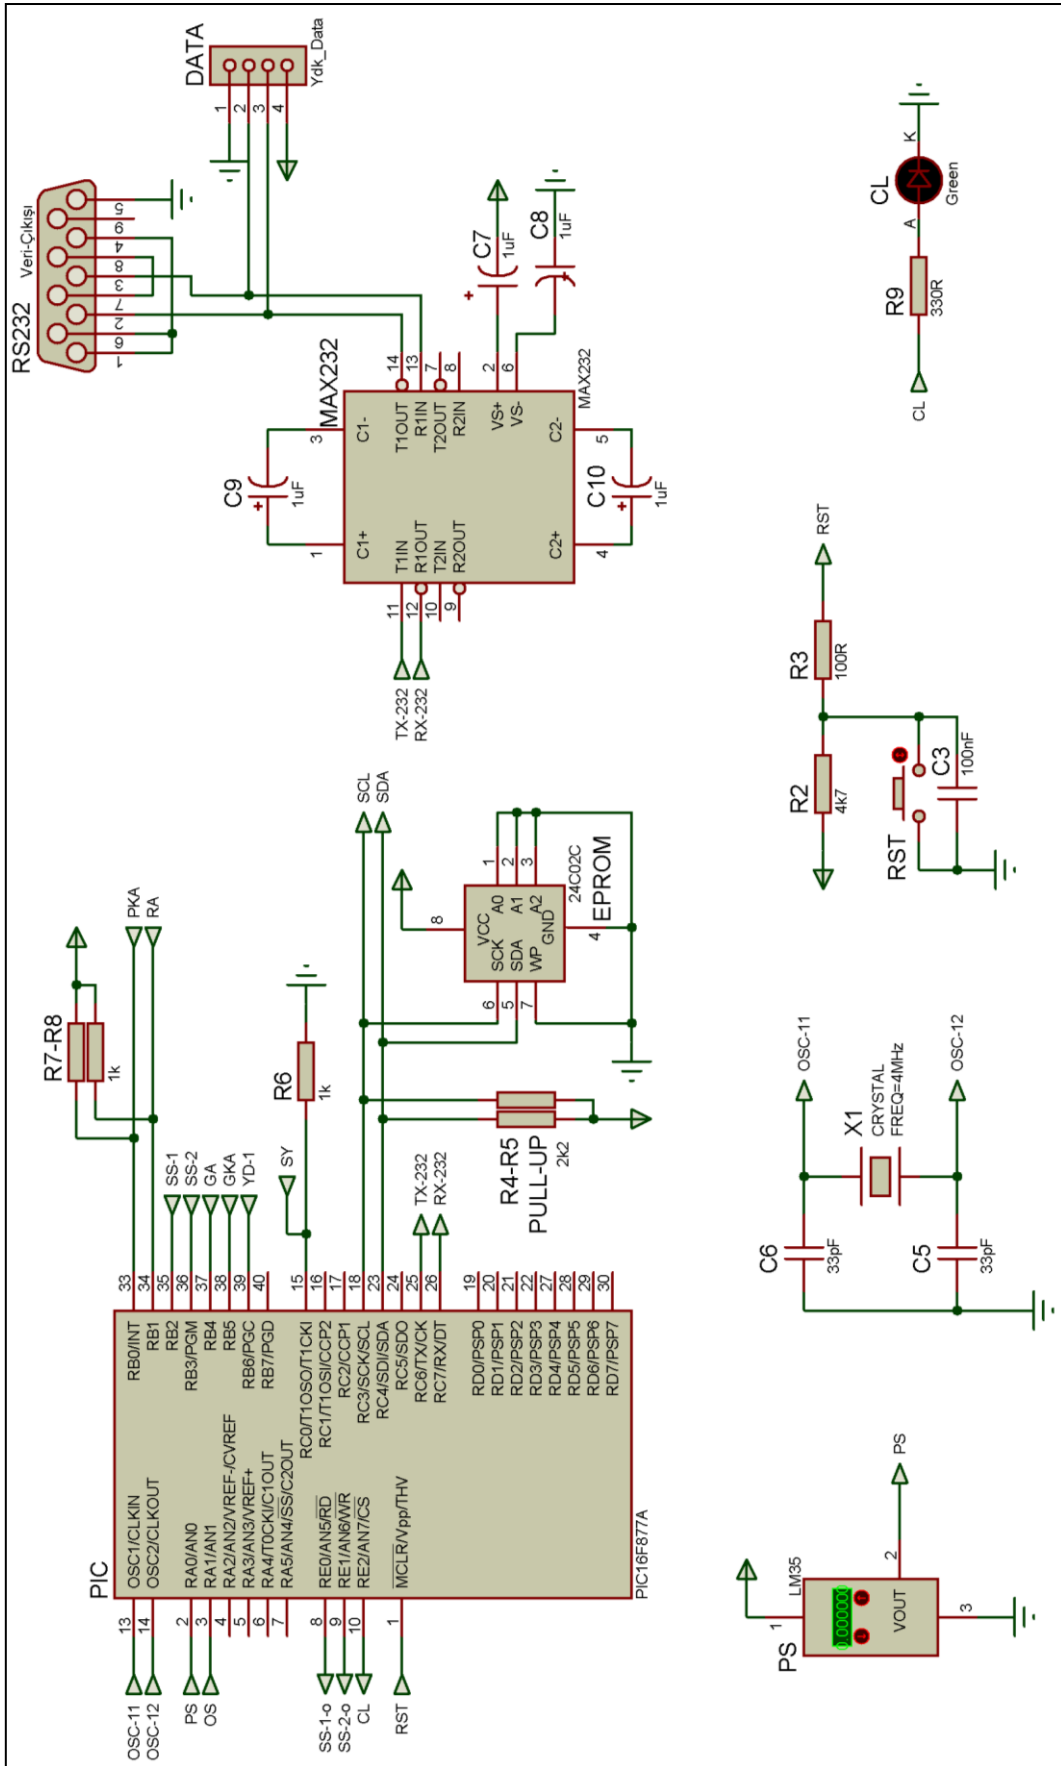 PIC
OSC-11
13
OSC1/CLKIN
OSC-12
14
OSC2/CLKOUT
PS
2
RA0/AN0
OS
3
RA1/AN1
4
RA2/AN2/VREF-/CVREF
5
RA3/AN3/VREF+
6
RA4/T0CKI/C1OUT
7
RA5/AN4/SS/C2OUT
SS-1-o
8
RE0/AN5/RD
SS-2-o
9
RE1/AN6/WR
CL
10
RE2/AN7/CS
RST
1
MCLR/Vpp/THV
PIC16F877A
RB0/INT
33
RB1
34
RB2
35
SS-1
RB3/PGM
36
SS-2
RB4
37
GA
RB5
38
GKA
RB6/PGC
39
YD-1
RB7/PGD
40
RC0/T1OSO/T1CKI
15
RC1/T1OSI/CCP2
16
RC2/CCP1
17
RC3/SCK/SCL
18
RC4/SDI/SDA
23
RC5/SDO
24
RC6/TX/CK
25
TX-232
RC7/RX/DT
26
RX-232
RD0/PSP0
19
RD1/PSP1
20
RD2/PSP2
21
RD3/PSP3
22
RD4/PSP4
27
RD5/PSP5
28
RD6/PSP6
29
RD7/PSP7
30
R7-R8
1k
PKA
RA
SY
R6
1k
SCL
SDA
R4-R5
PULL-UP
2k2
8
VCC
6
SCK
5
SDA
7
WP
A0
1
A1
2
A2
3
GND
4
24C02C
EPROM
MAX232
TX-232
11
T1IN
RX-232
12
R1OUT
10
T2IN
9
R2OUT
T1OUT
14
R1IN
13
T2OUT
7
R2IN
8
VS+
2
VS-
6
C1+
1
C1-
3
C2+
4
C2-
5
MAX232
C9
1uF
C10
1uF
C7
1uF
C8
1uF
RS232
Veri-Çıkışı
1
6
2
7
3
8
4
9
5
DATA
1
2
3
4
Ydk_Data
PS
LM35
1
VOUT
2
3
PS
C6
33pF
C5
33pF
X1
CRYSTAL
FREQ=4MHz
OSC-11
OSC-12
R2
4k7
R3
100R
RST
RST
C3
100nF
CL
R9
330R
A
CL
K
Green